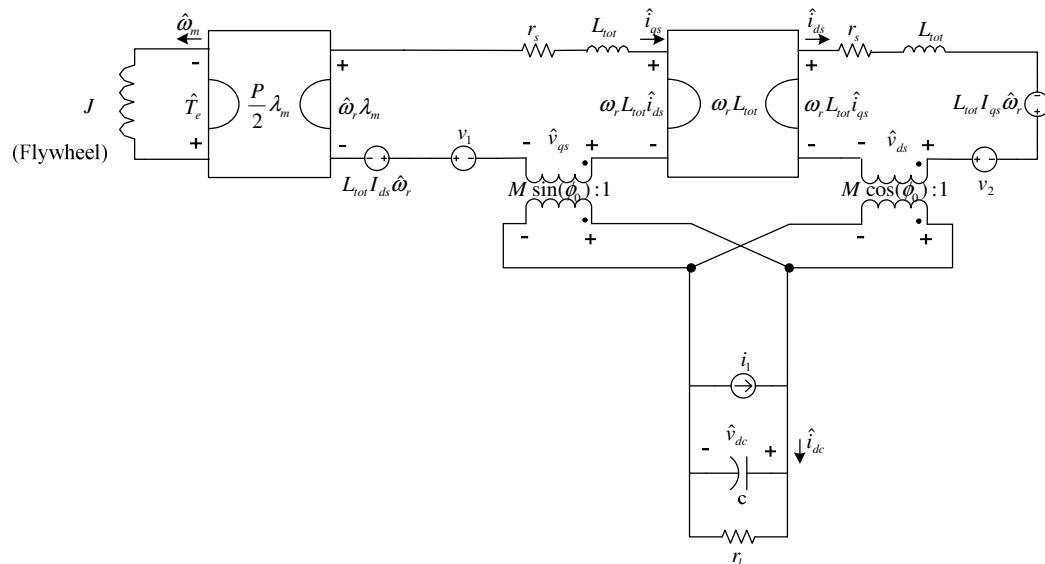 ω̂_m
r_s
L_tot
î_qs
î_ds
r_s
L_tot
J
(Flywheel)
-
T̂_e
+
P/2 λ_m
+
ω̂_r λ_m
-
L_tot I_ds ω̂_r
+
-
v_1
+
-
+
ω_r L_tot î_ds
-
ω_r L_tot
+
ω_r L_tot î_qs
-
L_tot I_qs ω̂_r
-
+
- v̂_qs +
M sin(φ_0) :1
- +
- v̂_ds +
M cos(φ_0) :1
- +
+ -
v_2
i_1
- v̂_dc +
î_dc
c
r_l